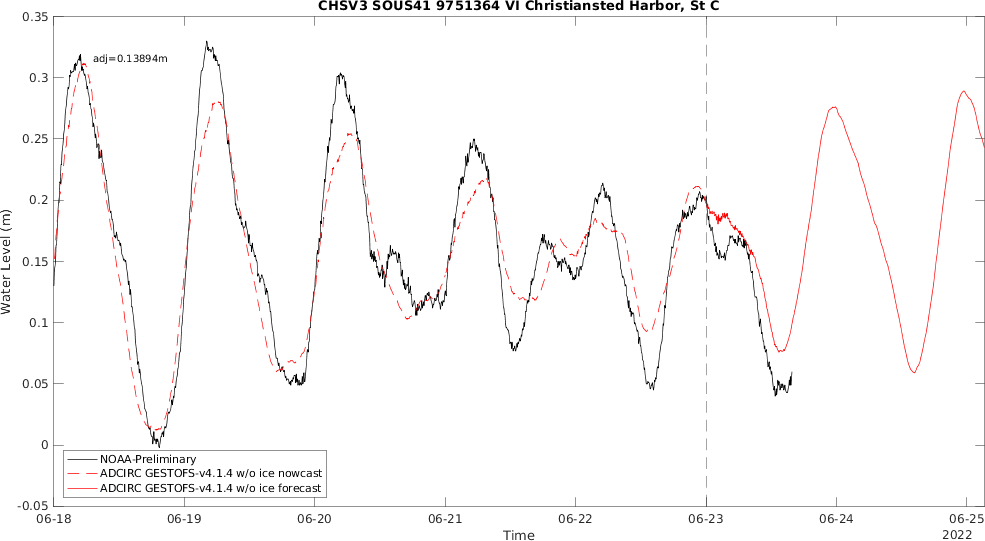 CHSV3 SOUS41 9751364 VI Christiansted Harbor, St C
0.35
adj=0.13894m
0.3
0.25
0.2
0.15
0.1
0.05
0
-0.05
Water Level (m)
NOAA-Preliminary
ADCIRC GESTOFS-v4.1.4 w/o ice nowcast
ADCIRC GESTOFS-v4.1.4 w/o ice forecast
06-18 06-19 06-20 06-21 06-22 06-23 06-24 06-25
2022
Time